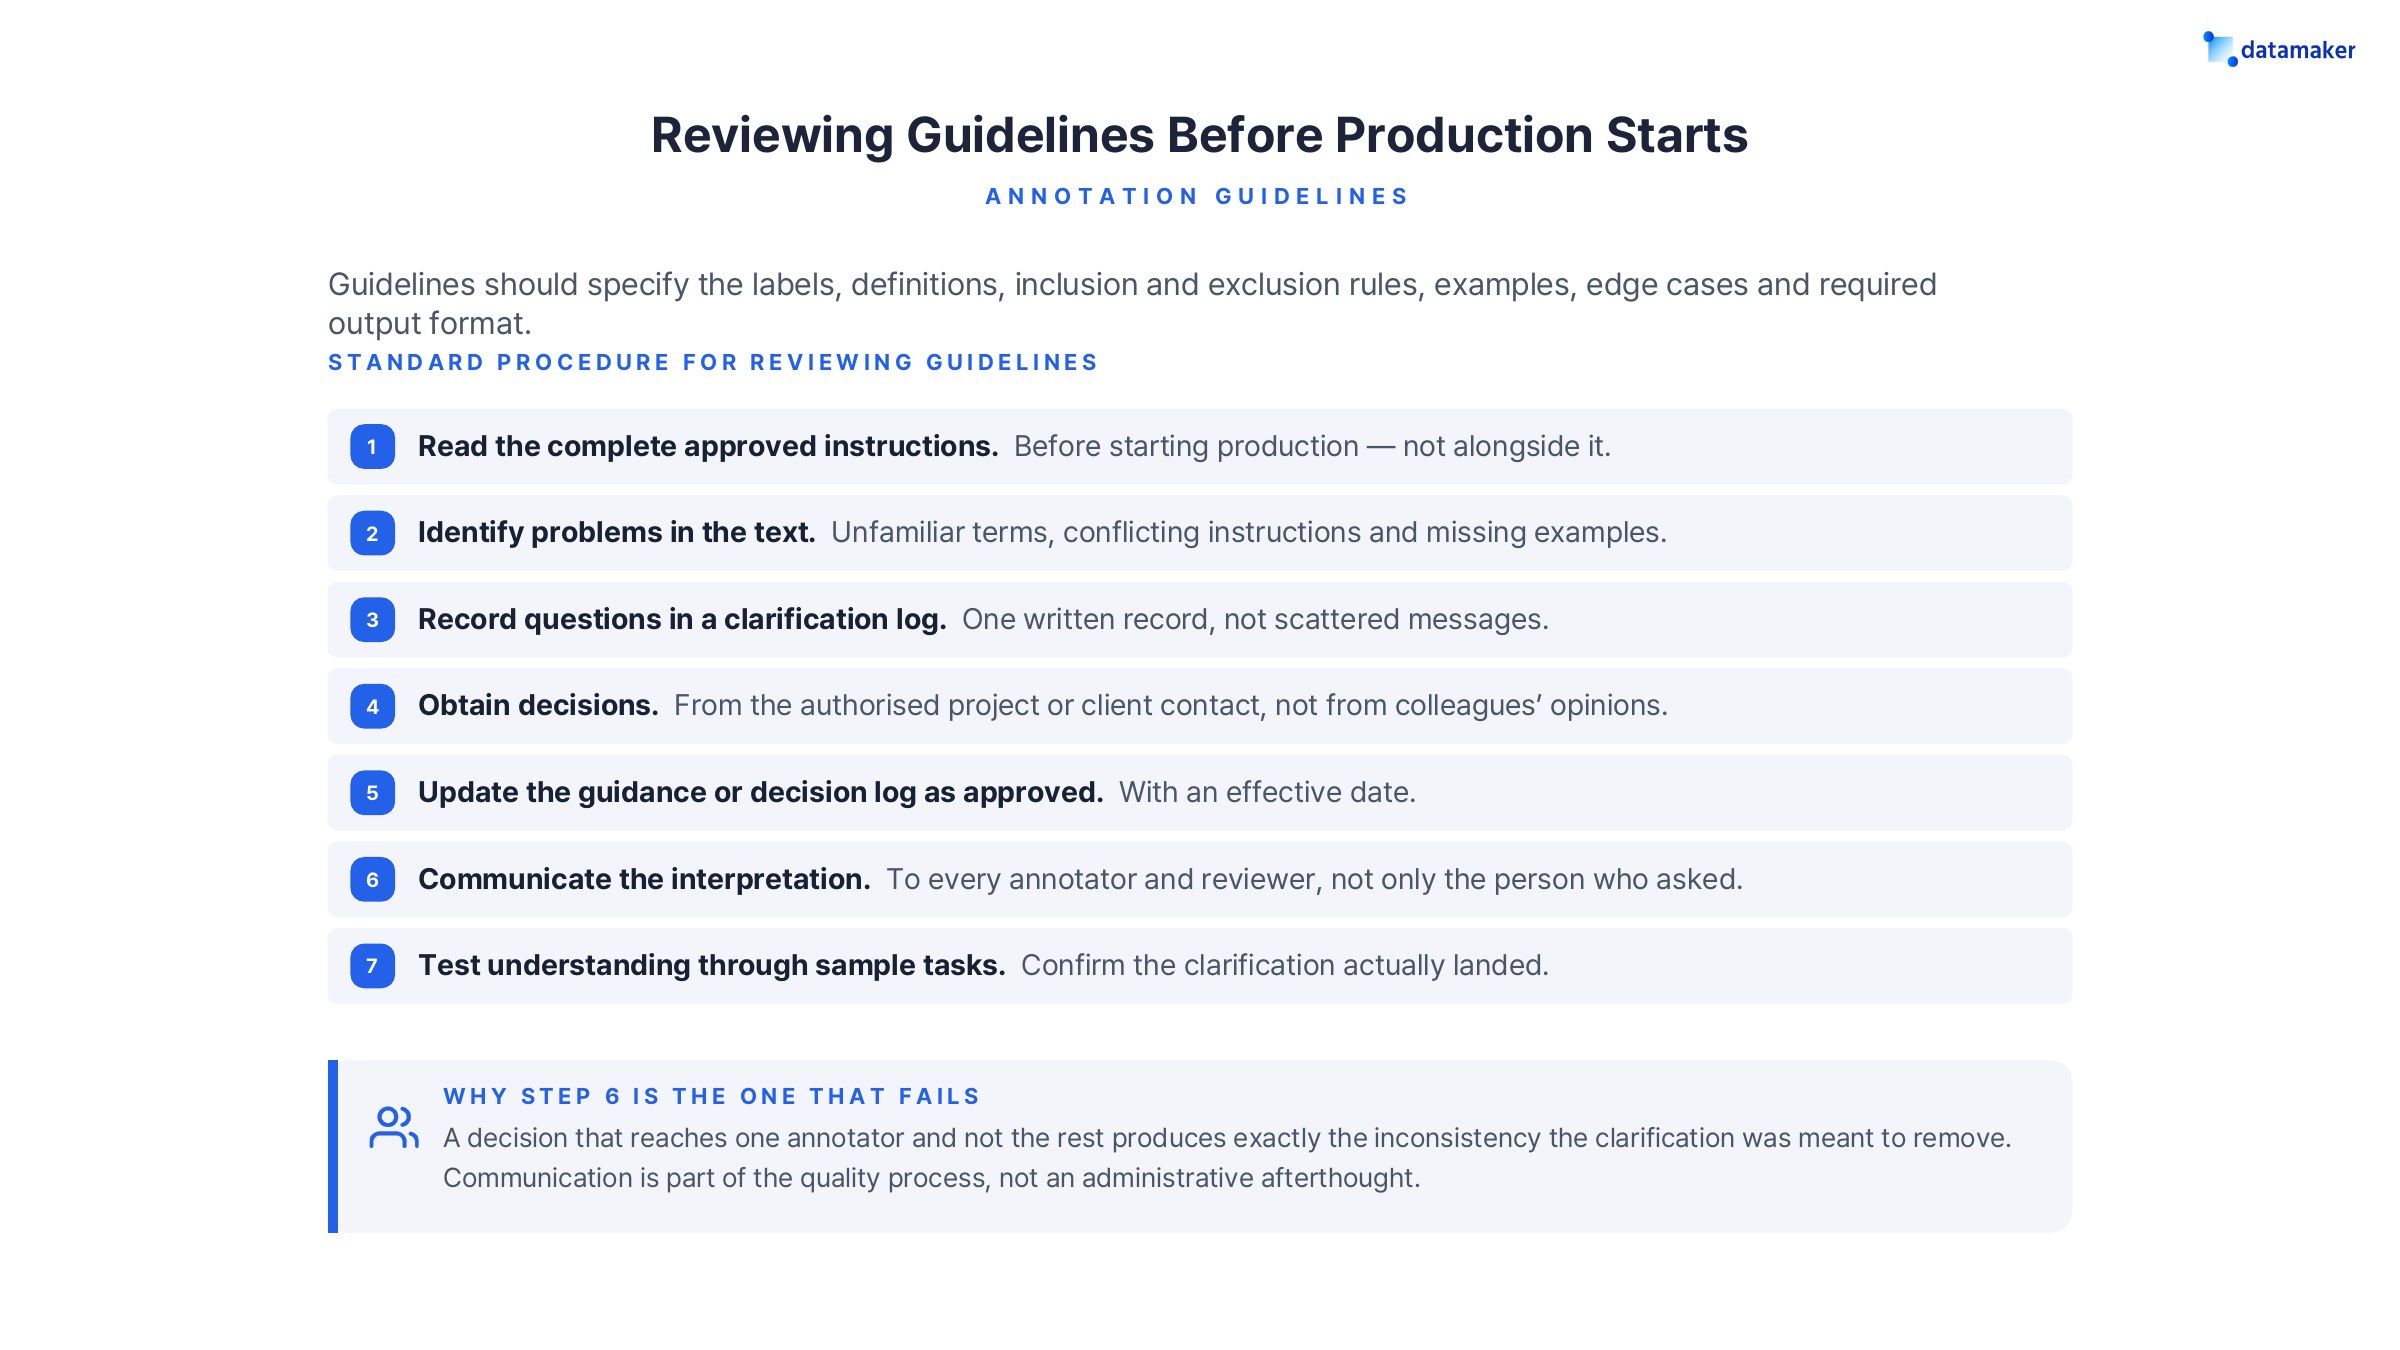 datamaker
Reviewing Guidelines Before Production Starts
ANNOTATION GUIDELINES
Guidelines should specify the labels, definitions, inclusion and exclusion rules, examples, edge cases and required
output format.
STANDARD PROCEDURE FOR REVIEWING GUIDELINES
1 Read the complete approved instructions. Before starting production — not alongside it.
2 Identify problems in the text. Unfamiliar terms, conflicting instructions and missing examples.
3 Record questions in a clarification log. One written record, not scattered messages.
4 Obtain decisions. From the authorised project or client contact, not from colleagues’ opinions.
5 Update the guidance or decision log as approved. With an effective date.
6 Communicate the interpretation. To every annotator and reviewer, not only the person who asked.
7 Test understanding through sample tasks. Confirm the clarification actually landed.
WHY STEP 6 IS THE ONE THAT FAILS
A decision that reaches one annotator and not the rest produces exactly the inconsistency the clarification was meant to remove.
Communication is part of the quality process, not an administrative afterthought.